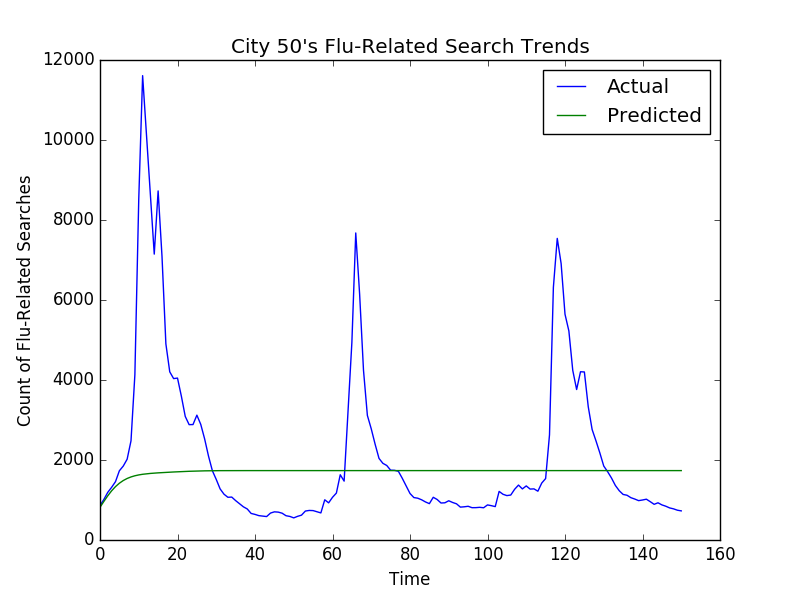 City 50's Flu-Related Search Trends
12000
10000
8000
6000
4000
2000
0
Count of Flu-Related Searches
Actual
Predicted
0 20 40 60 80 100 120 140 160
Time